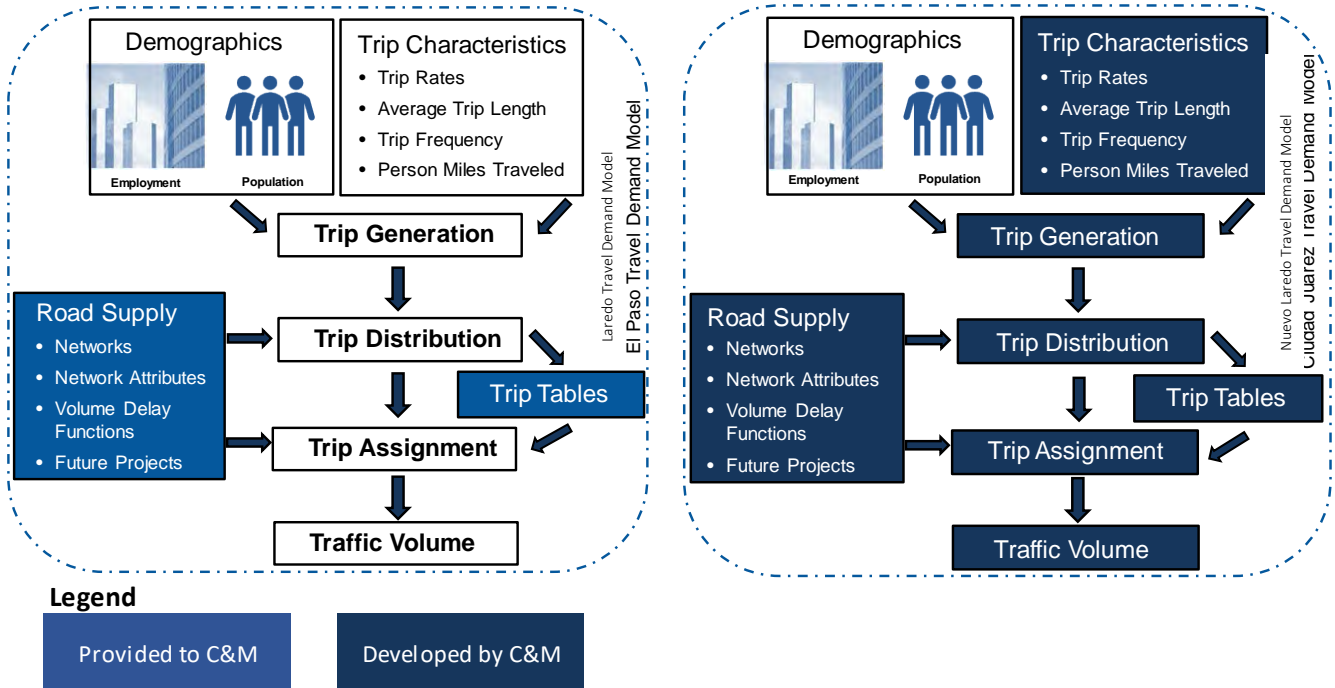 Demographics
Employment
Population
Trip Characteristics
• Trip Rates
• Average Trip Length
• Trip Frequency
• Person Miles Traveled
Trip Generation
Road Supply
• Networks
• Network Attributes
• Volume Delay
Functions
• Future Projects
Trip Distribution
Trip Tables
Trip Assignment
Traffic Volume
Laredo Travel Demand Model
El Paso Travel Demand Model
Demographics
Employment
Population
Trip Characteristics
• Trip Rates
• Average Trip Length
• Trip Frequency
• Person Miles Traveled
Trip Generation
Road Supply
• Networks
• Network Attributes
• Volume Delay
Functions
• Future Projects
Trip Distribution
Trip Tables
Trip Assignment
Traffic Volume
Nuevo Laredo Travel Demand Model
Ciudad Juarez Travel Demand Model
Legend
Provided to C&M
Developed by C&M